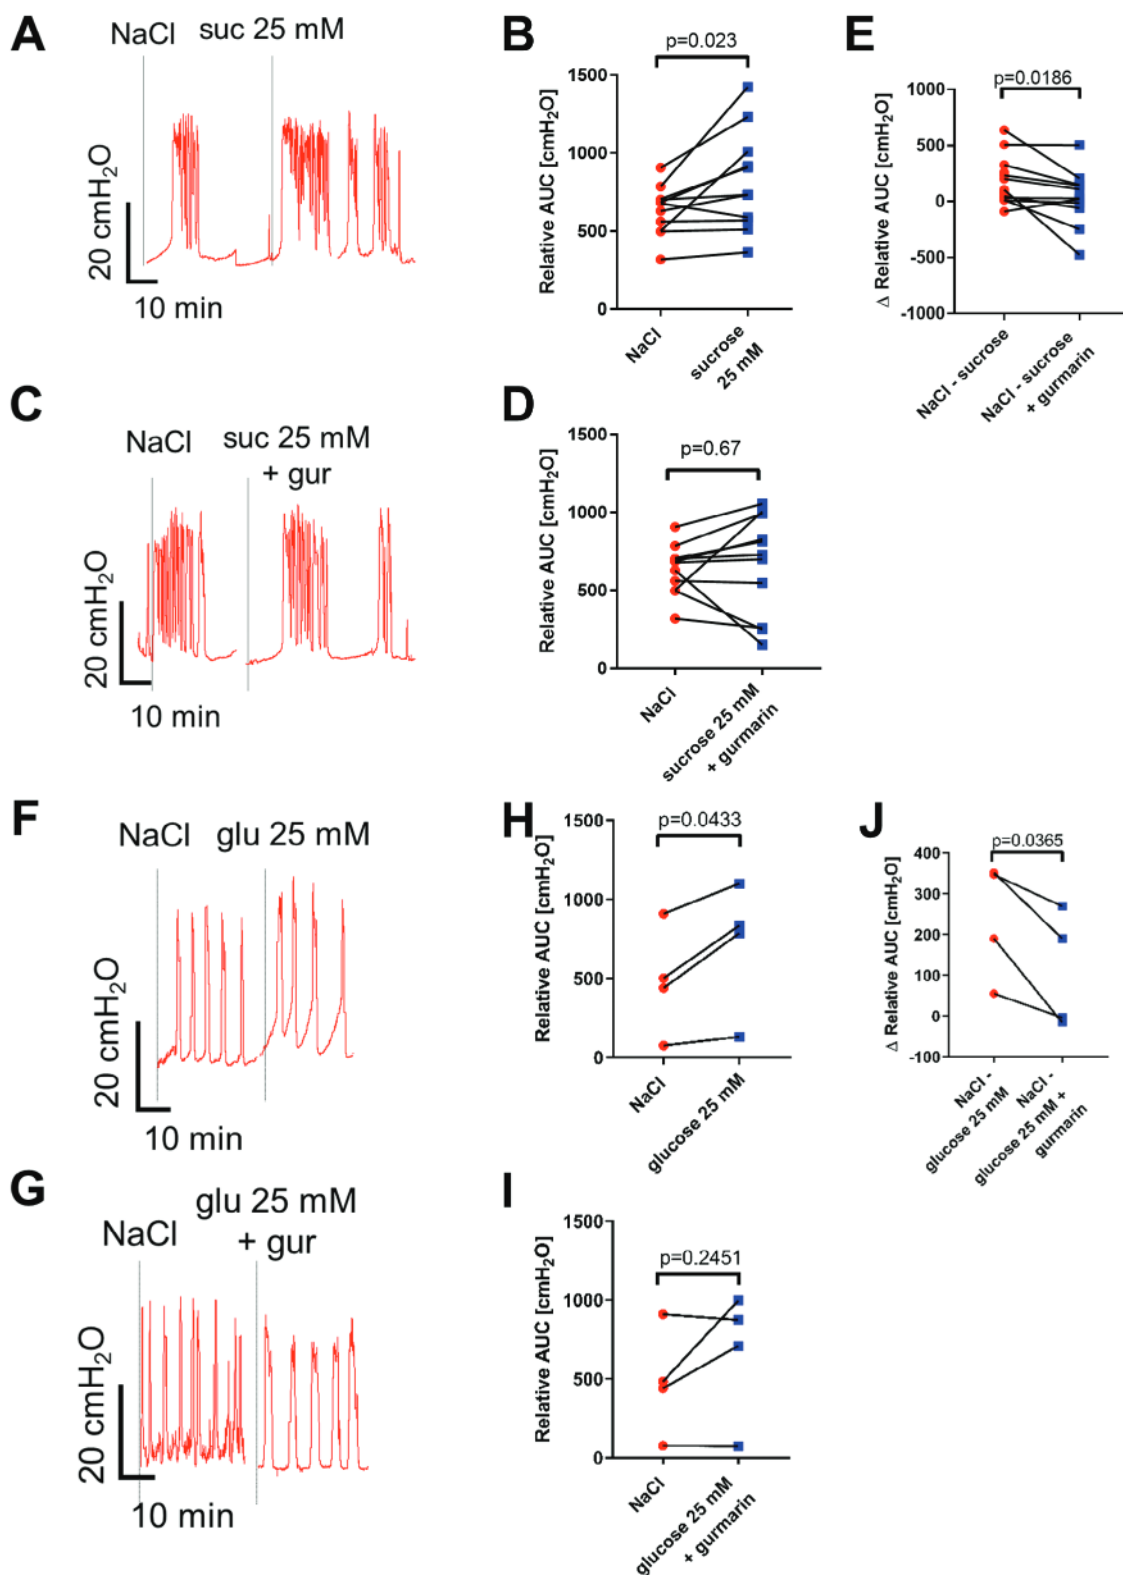 A
NaCl suc 25 mM
20 cmH₂O
10 min
B
p=0.023
Relative AUC [cmH₂O]
1500
1000
500
0
NaCl
sucrose
25 mM
E
p=0.0186
Δ Relative AUC [cmH₂O]
1000
500
0
-500
-1000
NaCl - sucrose
NaCl - sucrose
+ gurmarin
C
NaCl
suc 25 mM
+ gur
20 cmH₂O
10 min
D
p=0.67
Relative AUC [cmH₂O]
1500
1000
500
0
NaCl
sucrose 25 mM
+ gurmarin
F
NaCl glu 25 mM
20 cmH₂O
10 min
H
p=0.0433
Relative AUC [cmH₂O]
1500
1000
500
0
NaCl
glucose 25 mM
J
p=0.0365
Δ Relative AUC [cmH₂O]
400
300
200
100
0
-100
NaCl -
glucose 25 mM
NaCl -
glucose 25 mM +
gurmarin
G
NaCl
glu 25 mM
+ gur
20 cmH₂O
10 min
I
p=0.2451
Relative AUC [cmH₂O]
1500
1000
500
0
NaCl
glucose 25 mM
+ gurmarin